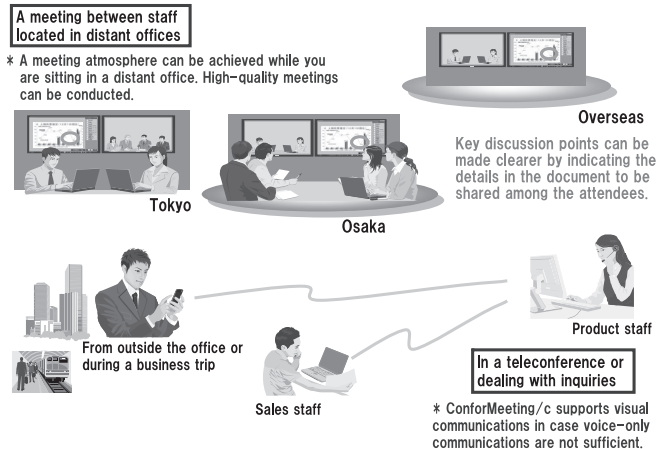 A meeting between staff
located in distant offices
* A meeting atmosphere can be achieved while you
are sitting in a distant office. High-quality meetings
can be conducted.
Overseas
Key discussion points can be
made clearer by indicating the
details in the document to be
shared among the attendees.
Tokyo
Osaka
From outside the office or
during a business trip
Sales staff
Product staff
In a teleconference or
dealing with inquiries
* ConforMeeting/c supports visual
communications in case voice-only
communications are not sufficient.